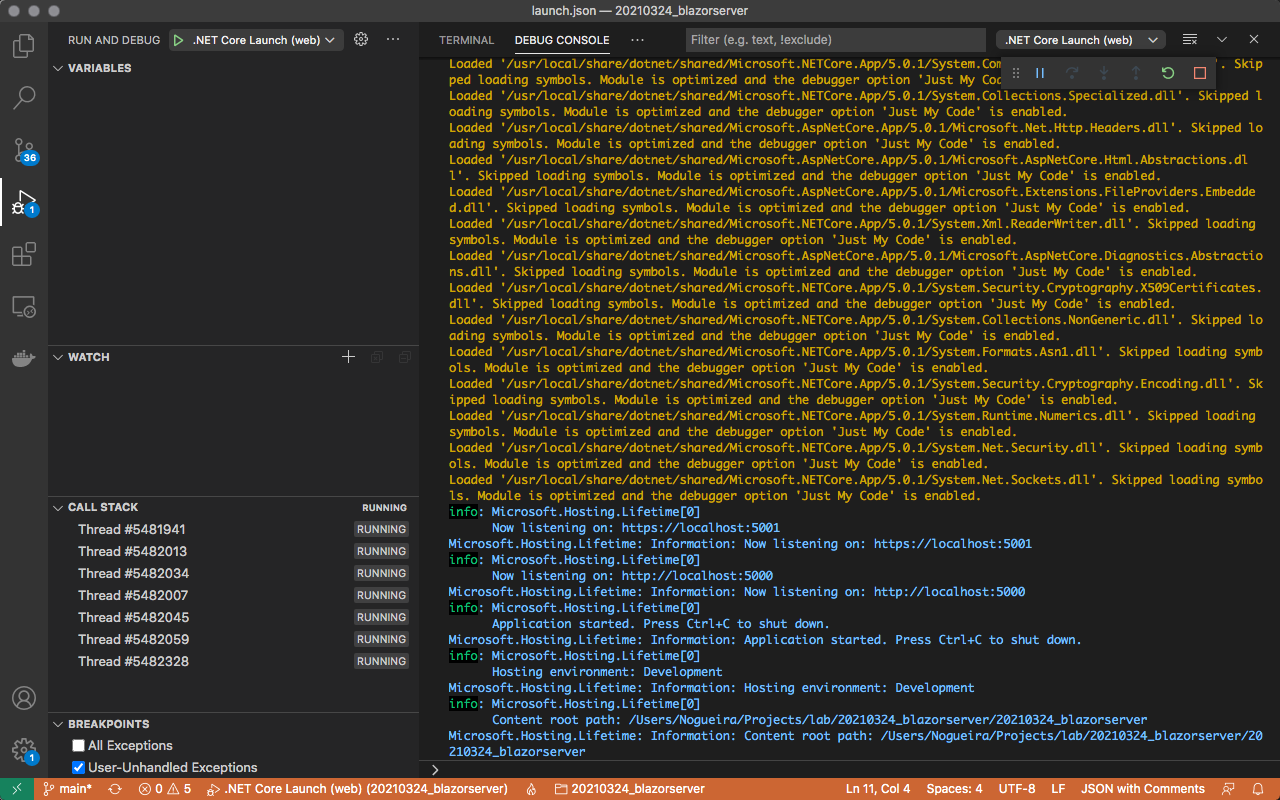 launch.json — 20210324_blazorserver
RUN AND DEBUG
.NET Core Launch (web)
VARIABLES
36
1
WATCH
CALL STACK
RUNNING
Thread #5481941 RUNNING
Thread #5482013 RUNNING
Thread #5482034 RUNNING
Thread #5482007 RUNNING
Thread #5482045 RUNNING
Thread #5482059 RUNNING
Thread #5482328 RUNNING
BREAKPOINTS
All Exceptions
User-Unhandled Exceptions
1
TERMINAL DEBUG CONSOLE ··· Filter (e.g. text, !exclude) .NET Core Launch (web)
Loaded '/usr/local/share/dotnet/shared/Microsoft.NETCore.App/5.0.1/System.Com '. Skip
ped loading symbols. Module is optimized and the debugger option 'Just My Co
Loaded '/usr/local/share/dotnet/shared/Microsoft.NETCore.App/5.0.1/System.Collections.Specialized.dll'. Skipped l
oading symbols. Module is optimized and the debugger option 'Just My Code' is enabled.
Loaded '/usr/local/share/dotnet/shared/Microsoft.AspNetCore.App/5.0.1/Microsoft.Net.Http.Headers.dll'. Skipped load
ing symbols. Module is optimized and the debugger option 'Just My Code' is enabled.
Loaded '/usr/local/share/dotnet/shared/Microsoft.AspNetCore.App/5.0.1/Microsoft.AspNetCore.Html.Abstractions.dl
l'. Skipped loading symbols. Module is optimized and the debugger option 'Just My Code' is enabled.
Loaded '/usr/local/share/dotnet/shared/Microsoft.AspNetCore.App/5.0.1/Microsoft.Extensions.FileProviders.Embedde
d.dll'. Skipped loading symbols. Module is optimized and the debugger option 'Just My Code' is enabled.
Loaded '/usr/local/share/dotnet/shared/Microsoft.NETCore.App/5.0.1/System.Xml.ReaderWriter.dll'. Skipped loading
symbols. Module is optimized and the debugger option 'Just My Code' is enabled.
Loaded '/usr/local/share/dotnet/shared/Microsoft.AspNetCore.App/5.0.1/Microsoft.AspNetCore.Diagnostics.Abstractio
ns.dll'. Skipped loading symbols. Module is optimized and the debugger option 'Just My Code' is enabled.
Loaded '/usr/local/share/dotnet/shared/Microsoft.NETCore.App/5.0.1/System.Security.Cryptography.X509Certificates.
dll'. Skipped loading symbols. Module is optimized and the debugger option 'Just My Code' is enabled.
Loaded '/usr/local/share/dotnet/shared/Microsoft.NETCore.App/5.0.1/System.Collections.NonGeneric.dll'. Skipped lo
ading symbols. Module is optimized and the debugger option 'Just My Code' is enabled.
Loaded '/usr/local/share/dotnet/shared/Microsoft.NETCore.App/5.0.1/System.Formats.Asn1.dll'. Skipped loading symb
ols. Module is optimized and the debugger option 'Just My Code' is enabled.
Loaded '/usr/local/share/dotnet/shared/Microsoft.NETCore.App/5.0.1/System.Security.Cryptography.Encoding.dll'. Sk
ipped loading symbols. Module is optimized and the debugger option 'Just My Code' is enabled.
Loaded '/usr/local/share/dotnet/shared/Microsoft.NETCore.App/5.0.1/System.Runtime.Numerics.dll'. Skipped loading
symbols. Module is optimized and the debugger option 'Just My Code' is enabled.
Loaded '/usr/local/share/dotnet/shared/Microsoft.NETCore.App/5.0.1/System.Net.Security.dll'. Skipped loading symb
ols. Module is optimized and the debugger option 'Just My Code' is enabled.
Loaded '/usr/local/share/dotnet/shared/Microsoft.NETCore.App/5.0.1/System.Net.Sockets.dll'. Skipped loading symbo
ls. Module is optimized and the debugger option 'Just My Code' is enabled.
info: Microsoft.Hosting.Lifetime[0]
Now listening on: https://localhost:5001
Microsoft.Hosting.Lifetime: Information: Now listening on: https://localhost:5001
info: Microsoft.Hosting.Lifetime[0]
Now listening on: http://localhost:5000
Microsoft.Hosting.Lifetime: Information: Now listening on: http://localhost:5000
info: Microsoft.Hosting.Lifetime[0]
Application started. Press Ctrl+C to shut down.
Microsoft.Hosting.Lifetime: Information: Application started. Press Ctrl+C to shut down.
info: Microsoft.Hosting.Lifetime[0]
Hosting environment: Development
Microsoft.Hosting.Lifetime: Information: Hosting environment: Development
info: Microsoft.Hosting.Lifetime[0]
Content root path: /Users/Nogueira/Projects/lab/20210324_blazorserver/20210324_blazorserver
Microsoft.Hosting.Lifetime: Information: Content root path: /Users/Nogueira/Projects/lab/20210324_blazorserver/20
210324_blazorserver
main* 0 5 .NET Core Launch (web) (20210324_blazorserver) 20210324_blazorserver Ln 11, Col 4 Spaces: 4 UTF-8 LF JSON with Comments